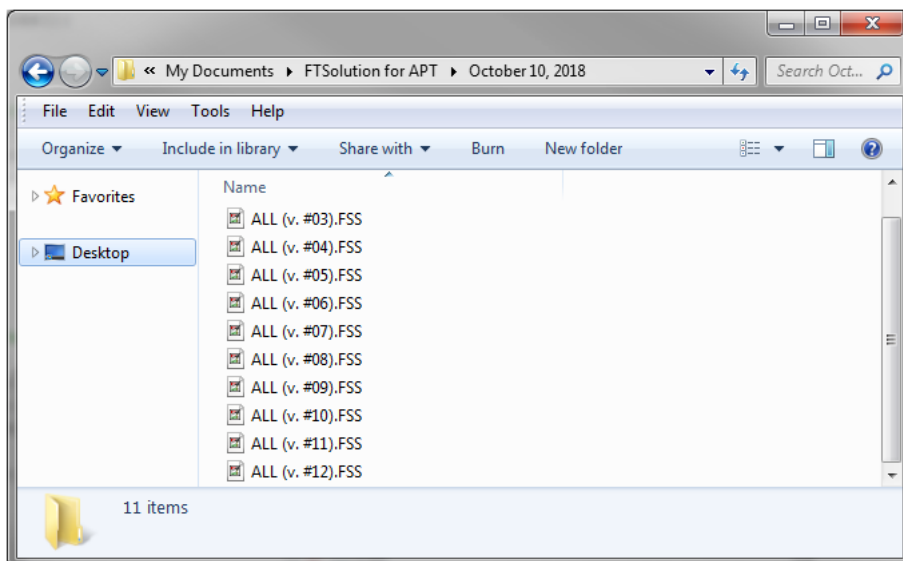 « My Documents ▸ FTSolution for APT ▸ October 10, 2018 Search Oct...
File Edit View Tools Help
Organize Include in library Share with Burn New folder
Favorites
Desktop
Name
ALL (v. #03).FSS
ALL (v. #04).FSS
ALL (v. #05).FSS
ALL (v. #06).FSS
ALL (v. #07).FSS
ALL (v. #08).FSS
ALL (v. #09).FSS
ALL (v. #10).FSS
ALL (v. #11).FSS
ALL (v. #12).FSS
11 items